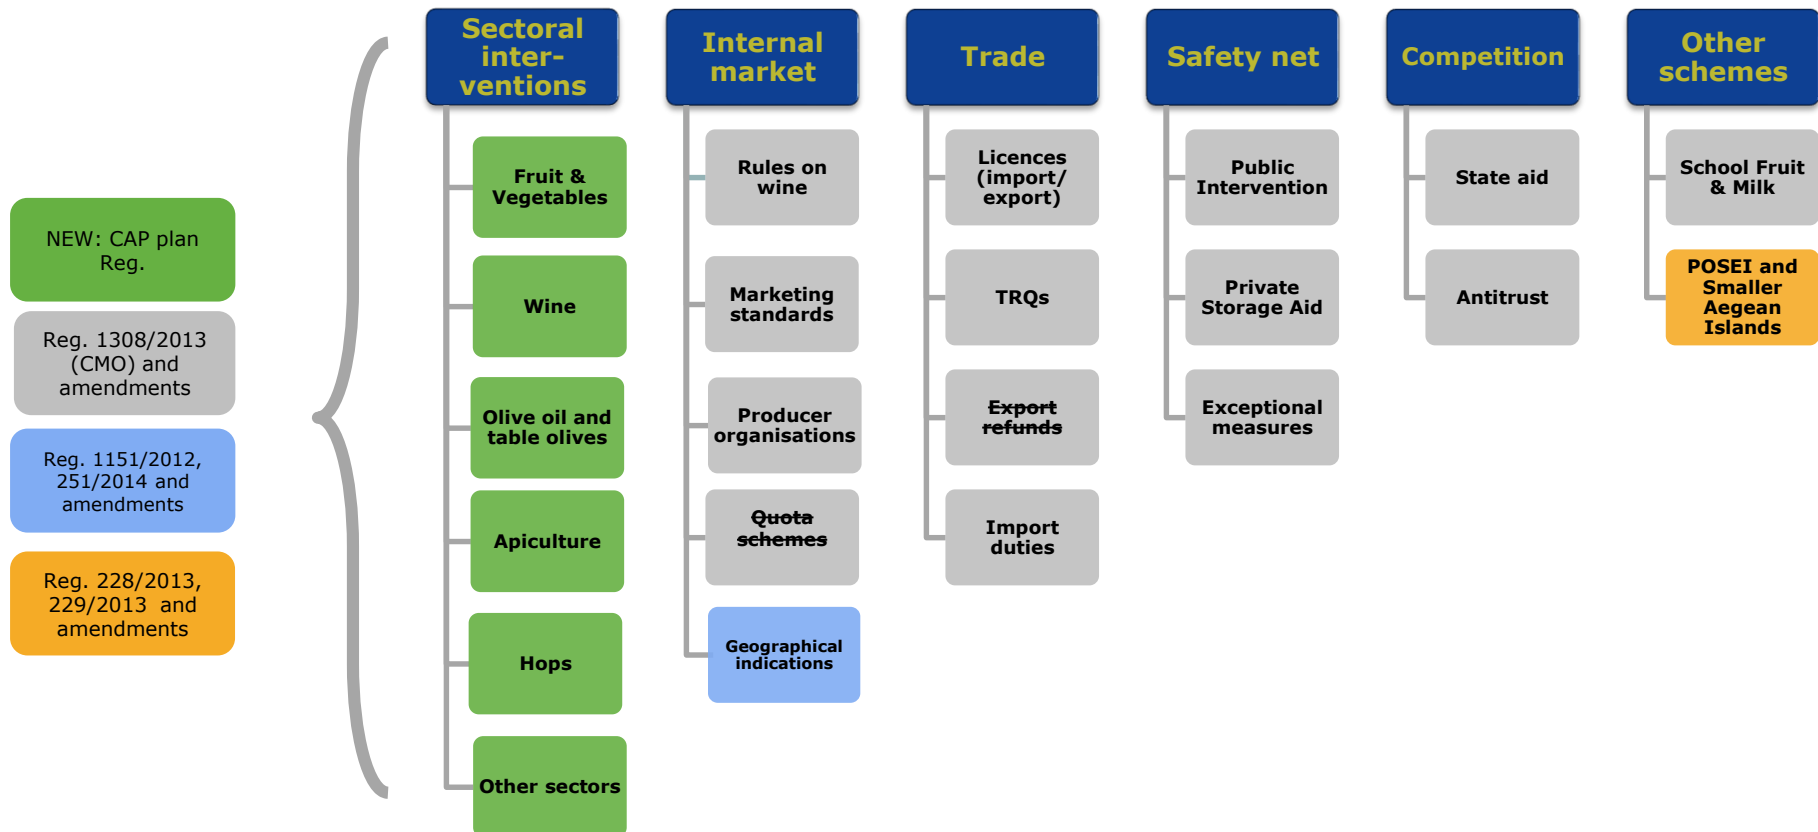 NEW: CAP plan
Reg.
Reg. 1308/2013
(CMO) and
amendments
Reg. 1151/2012,
251/2014 and
amendments
Reg. 228/2013,
229/2013 and
amendments
Sectoral
inter-
ventions
Fruit &
Vegetables
Wine
Olive oil and
table olives
Apiculture
Hops
Other sectors
Internal
market
Rules on
wine
Marketing
standards
Producer
organisations
Quota
schemes
Geographical
indications
Trade
Licences
(import/
export)
TRQs
Export
refunds
Import
duties
Safety net
Public
Intervention
Private
Storage Aid
Exceptional
measures
Competition
State aid
Antitrust
Other
schemes
School Fruit
& Milk
POSEI and
Smaller
Aegean
Islands